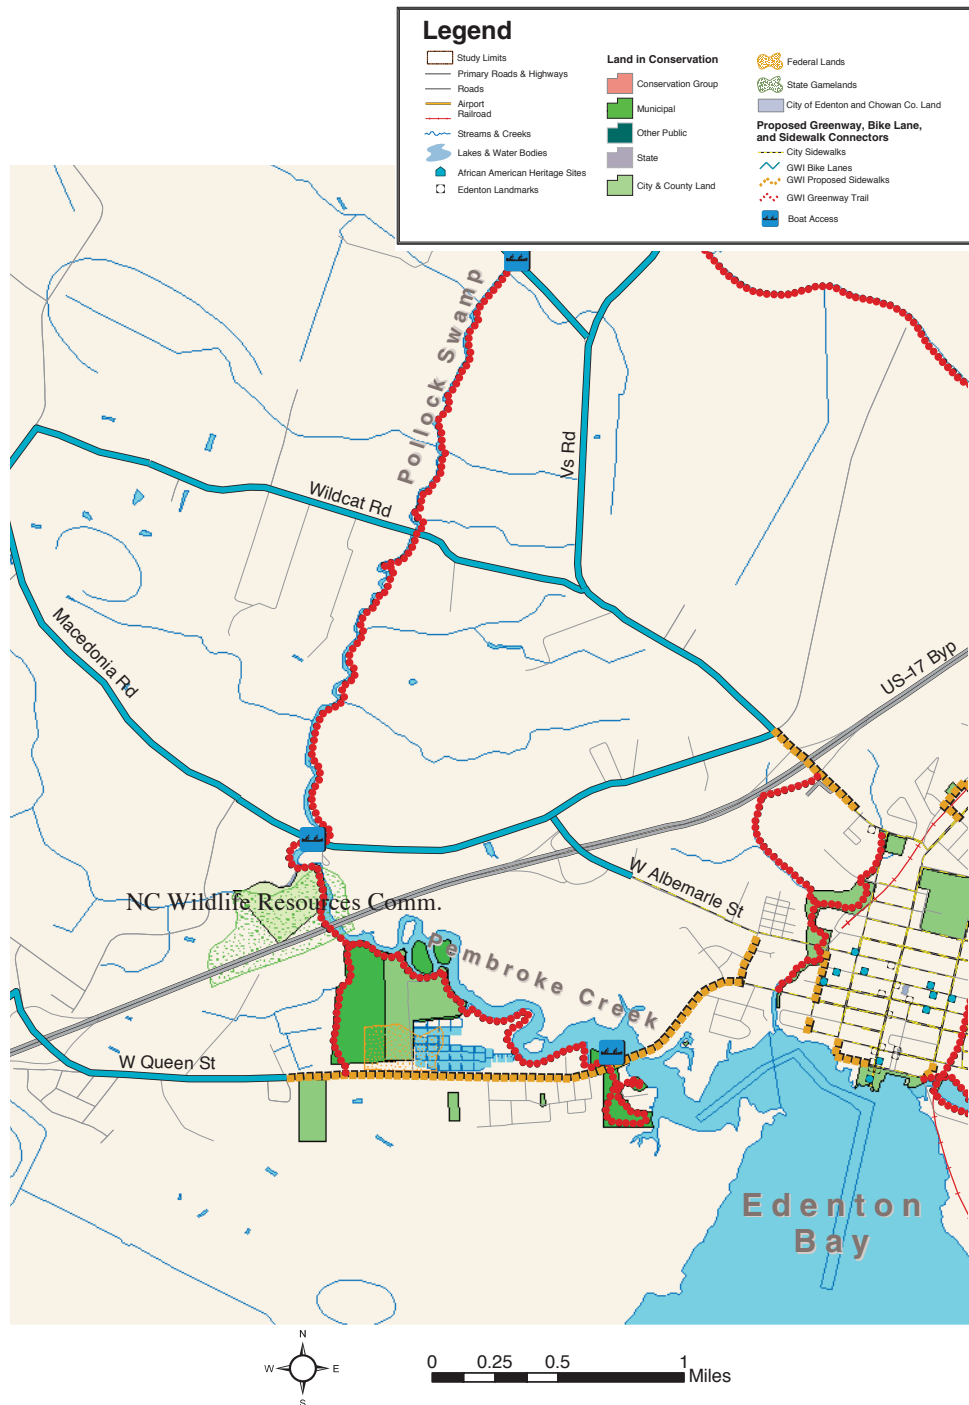 Legend
Study Limits
Primary Roads & Highways
Roads
Airport
Railroad
Streams & Creeks
Lakes & Water Bodies
African American Heritage Sites
Edenton Landmarks
Land in Conservation
Conservation Group
Municipal
Other Public
State
City & County Land
Federal Lands
State Gamelands
City of Edenton and Chowan Co. Land
Proposed Greenway, Bike Lane,
and Sidewalk Connectors
City Sidewalks
GWI Bike Lanes
GWI Proposed Sidewalks
GWI Greenway Trail
Boat Access
Pollock Swamp
Vs Rd
Wildcat Rd
Macedonia Rd
US-17 Byp
W Albemarle St
NC Wildlife Resources Comm.
Pembroke Creek
W Queen St
Edenton
Bay
N
W E
S
0 0.25 0.5 1
Miles